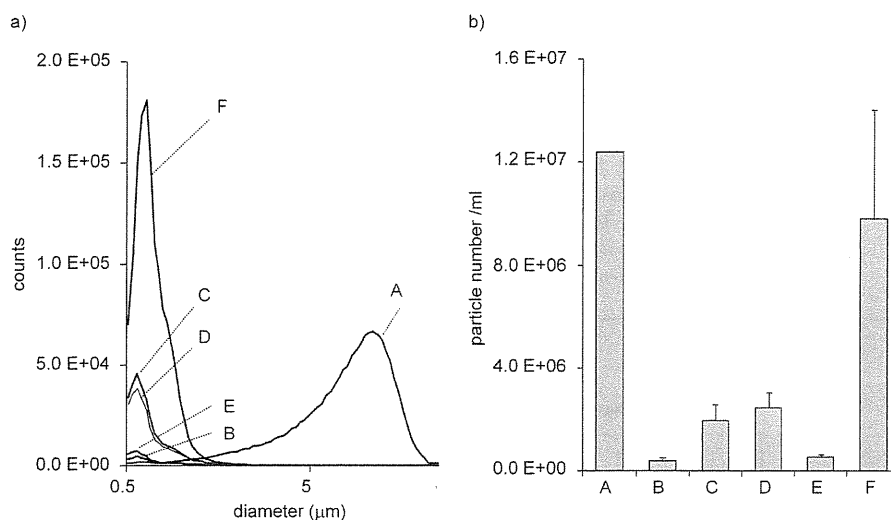 a)
2.0 E+05
1.5 E+05
1.0 E+05
5.0 E+04
0.0 E+00
counts
F
C
D
E
B
A
0.5
5
diameter (µm)
b)
1.6 E+07
1.2 E+07
8.0 E+06
4.0 E+06
0.0 E+00
particle number /ml
A
B
C
D
E
F